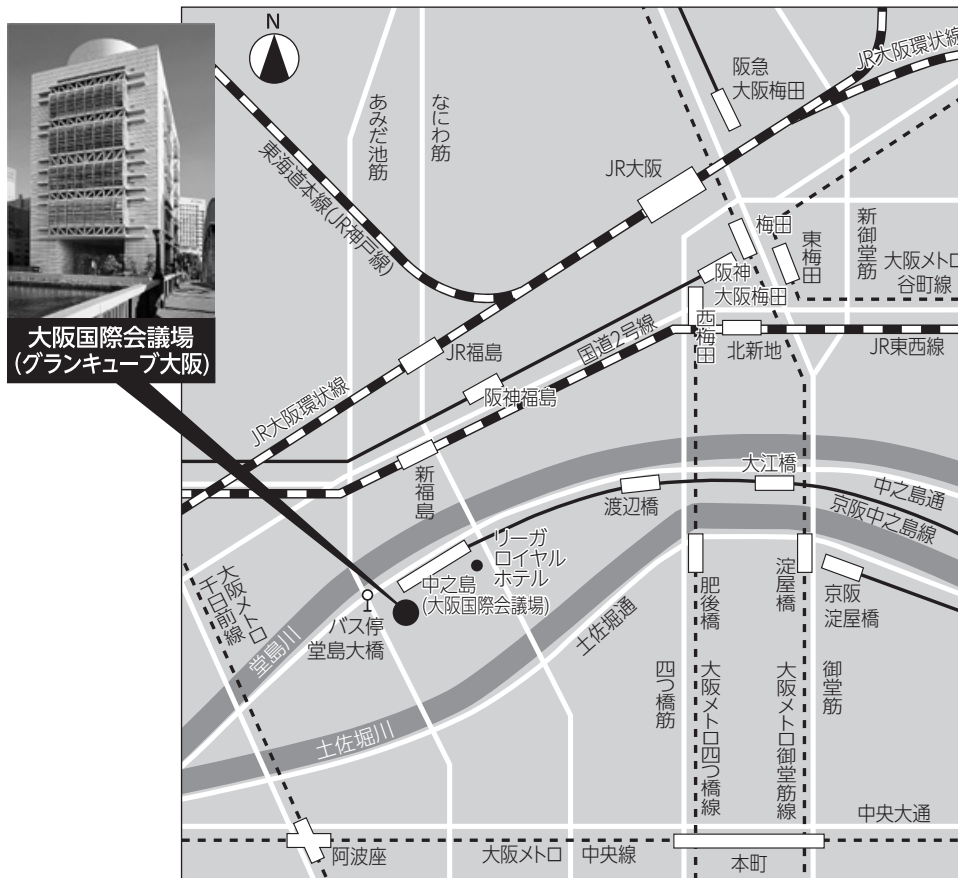 N
大阪国際会議場
(グランキューブ大阪)
阪急
大阪梅田
JR大阪環状線
あみだ池筋
なにわ筋
東海道本線(JR神戸線)
JR大阪
梅田
東梅田
新御堂筋
大阪メトロ
谷町線
阪神
大阪梅田
西梅田
北新地
JR東西線
国道2号線
JR福島
阪神福島
JR大阪環状線
新福島
大江橋
渡辺橋
中之島通
京阪中之島線
リーガ
ロイヤル
ホテル
中之島
(大阪国際会議場)
バス停
堂島大橋
大阪メトロ
千日前線
堂島川
土佐堀川
土佐堀通
肥後橋
淀屋橋
京阪
淀屋橋
四つ橋筋
大阪メトロ四つ橋線
大阪メトロ御堂筋線
御堂筋
中央大通
阿波座
大阪メトロ 中央線
本町